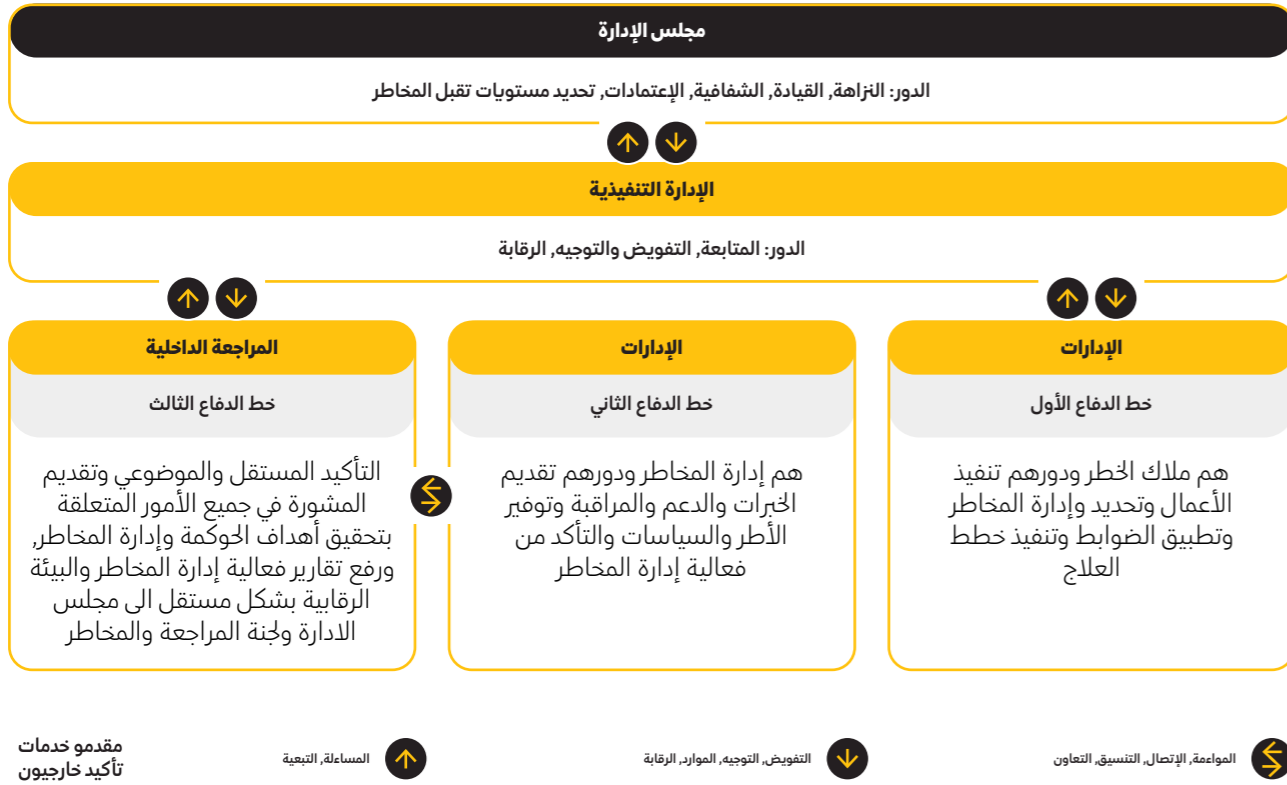 مجلس الإدارة
الدور: النزاهة, القيادة, الشفافية, الإعتمادات, تحديد مستويات تقبل المخاطر
الإدارة التنفيذية
الدور: المتابعة, التفويض والتوجيه, الرقابة
الإدارات
خط الدفاع الأول
هم ملاك الخطر ودورهم تنفيذ
الأعمال وتحديد وإدارة المخاطر
وتطبيق الضوابط وتنفيذ خطط
العلاج
الإدارات
خط الدفاع الثاني
هم إدارة المخاطر ودورهم تقديم
الخبرات والدعم والمراقبة وتوفير
الأطر والسياسات والتأكد من
فعالية إدارة المخاطر
المراجعة الداخلية
خط الدفاع الثالث
التأكيد المستقل والموضوعي وتقديم
المشورة في جميع الأمور المتعلقة
بتحقيق أهداف الحوكمة وإدارة المخاطر,
ورفع تقارير فعالية إدارة المخاطر والبيئة
الرقابية بشكل مستقل الى مجلس
الادارة ولجنة المراجعة والمخاطر
المواءمة, الإتصال, التنسيق, التعاون
التفويض, التوجيه, الموارد, الرقابة
المساءلة, التبعية
مقدمو خدمات
تأكيد خارجيون